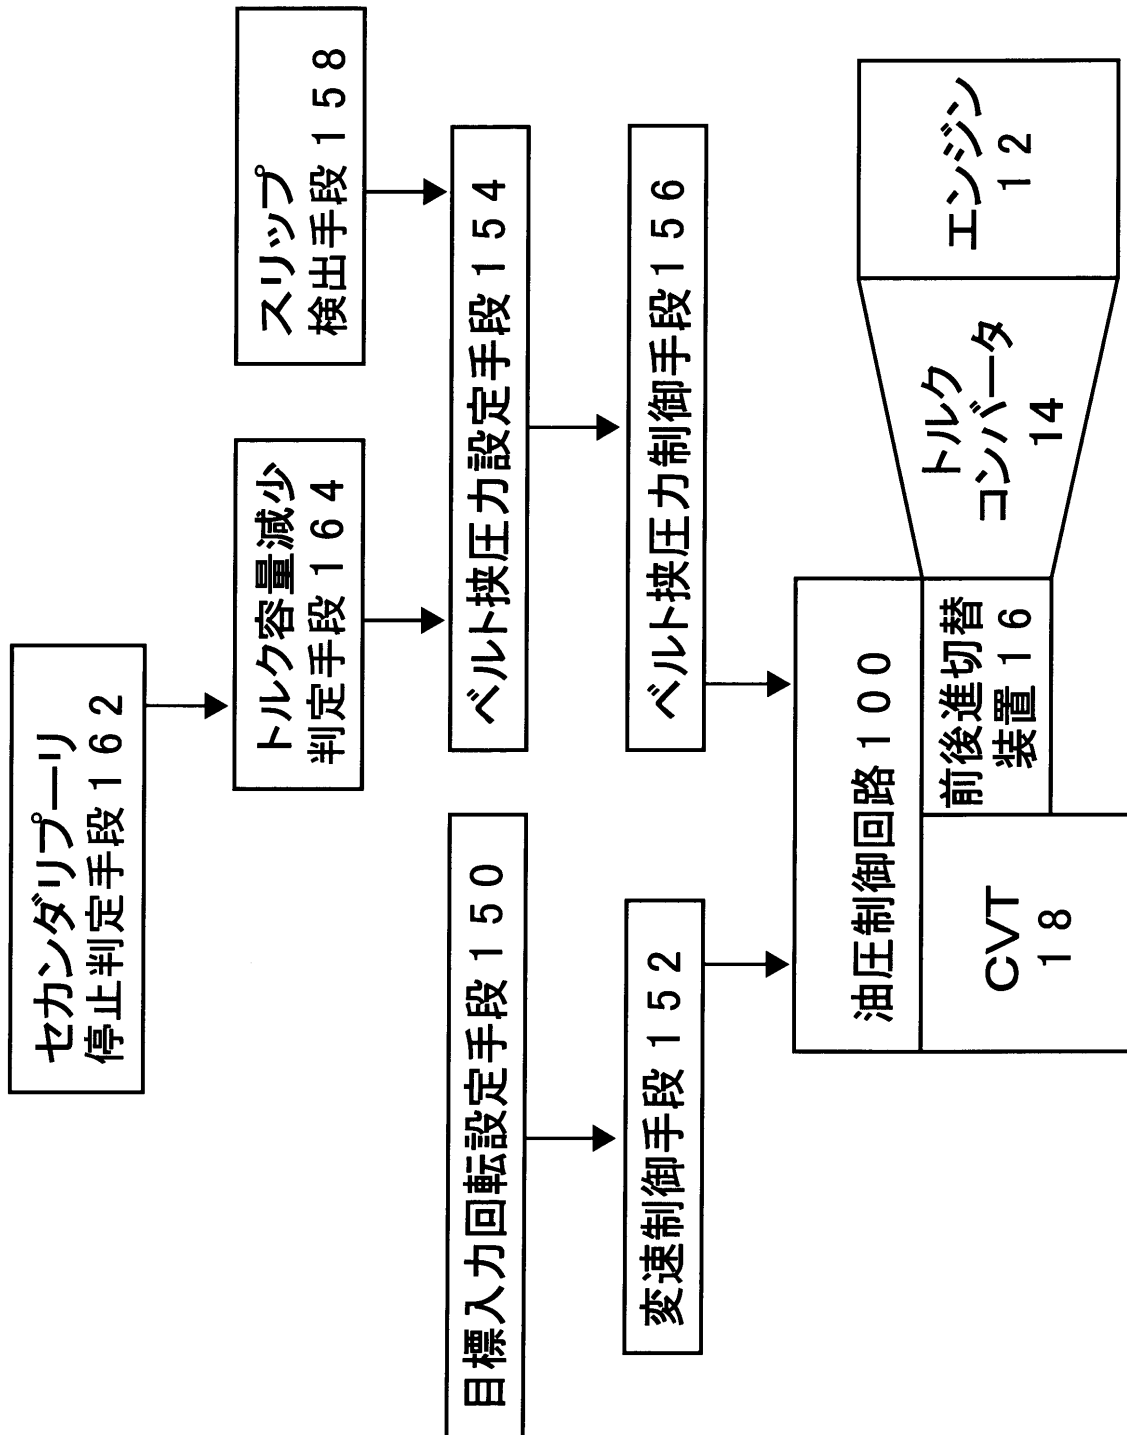 セカンダリプーリ
停止判定手段162
トルク容量減少
判定手段164
スリップ
検出手段158
目標入力回転設定手段150
ベルト挟圧力設定手段154
変速制御手段152
ベルト挟圧力制御手段156
油圧制御回路100
CVT
18
前後進切替
装置16
トルク
コンバータ
14
エンジン
12